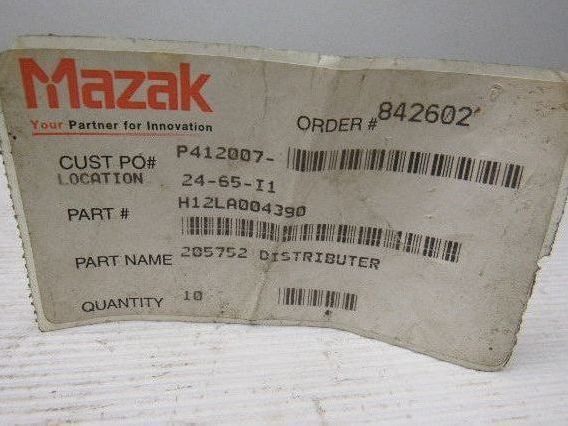 Mazak
Your Partner for Innovation
ORDER # 842602
CUST PO# P412007-
LOCATION 24-65-I1
PART # H12LA004390
PART NAME 205752 DISTRIBUTER
QUANTITY 10